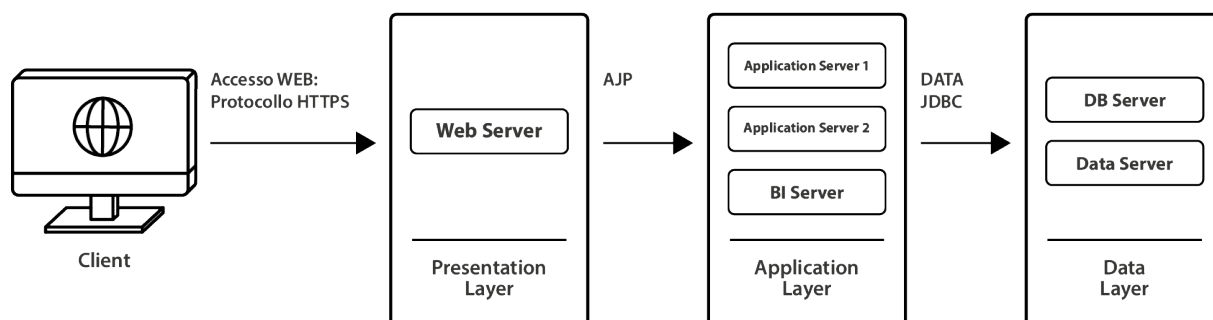 Client
Accesso WEB:
Protocollo HTTPS
Web Server
Presentation
Layer
AJP
Application Server 1
Application Server 2
BI Server
Application
Layer
DATA
JDBC
DB Server
Data Server
Data
Layer